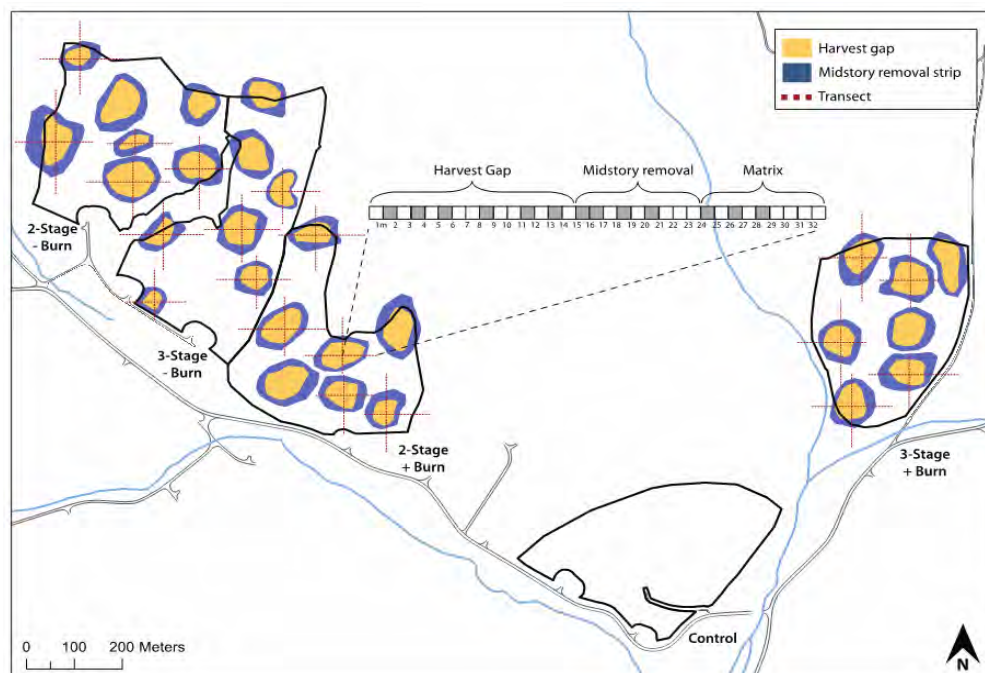 Harvest gap
Midstory removal strip
Transect
Harvest Gap Midstory removal Matrix
1m 2 3 4 5 6 7 8 9 10 11 12 13 14 15 16 17 18 19 20 21 22 23 24 25 26 27 28 29 30 31 32
2-Stage
- Burn
3-Stage
- Burn
2-Stage
+ Burn
3-Stage
+ Burn
Control
0 100 200 Meters
N